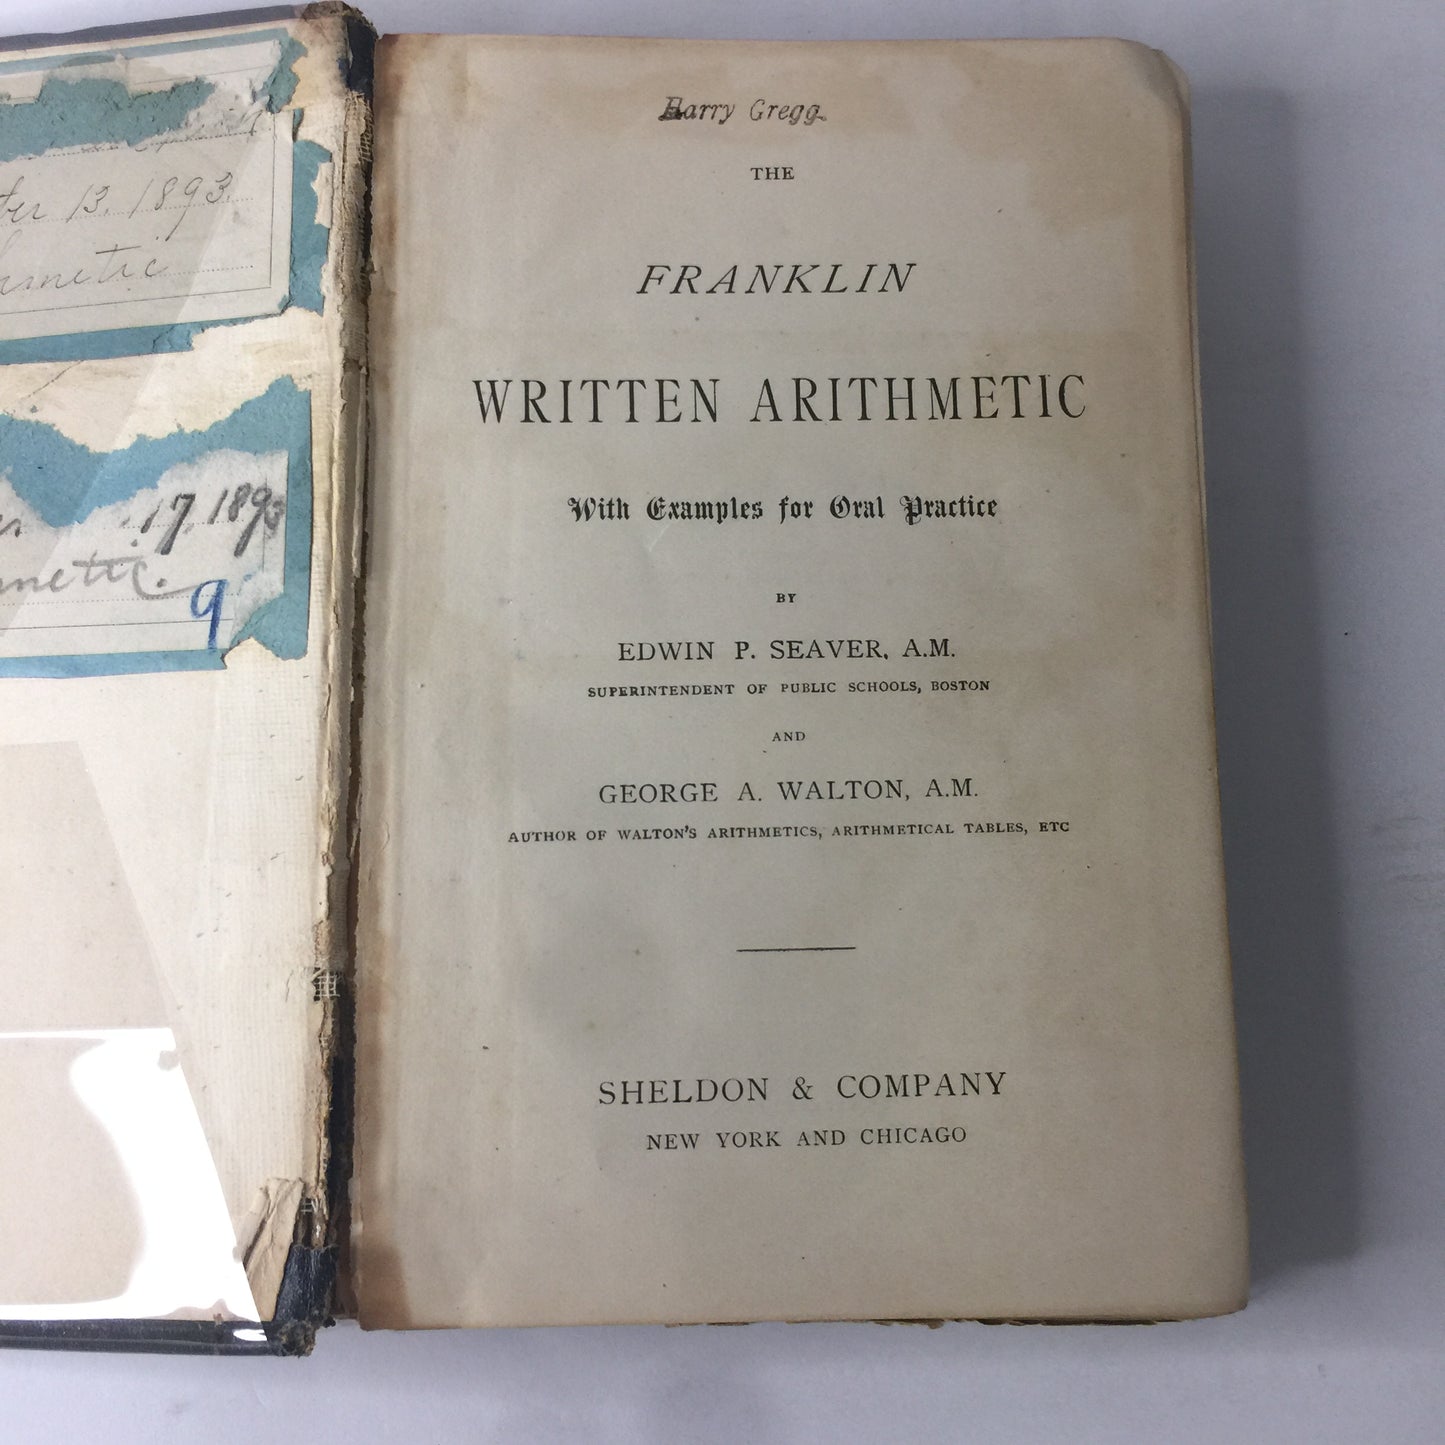 13, 1893.
17, 1893
9
Harry Gregg.
THE
FRANKLIN
WRITTEN ARITHMETIC
With Examples for Oral Practice
BY
EDWIN P. SEAVER, A.M.
SUPERINTENDENT OF PUBLIC SCHOOLS, BOSTON
AND
GEORGE A. WALTON, A.M.
AUTHOR OF WALTON'S ARITHMETICS, ARITHMETICAL TABLES, ETC
SHELDON & COMPANY
NEW YORK AND CHICAGO